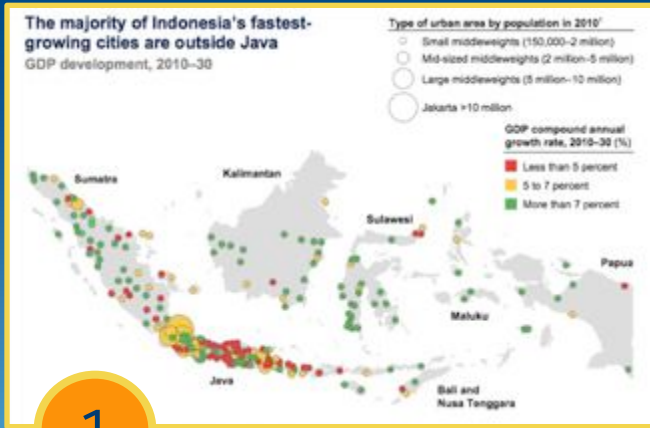 The majority of Indonesia's fastest-
growing cities are outside Java
GDP development, 2010–30
Type of urban area by population in 2010¹
Small middleweights (150,000–2 million)
Mid-sized middleweights (2 million–5 million)
Large middleweights (5 million–10 million)
Jakarta >10 million
GDP compound annual
growth rate, 2010–30 (%)
Less than 5 percent
5 to 7 percent
More than 7 percent
Sumatra
Kalimantan
Sulawesi
Papua
Maluku
Java
Bali and
Nusa Tenggara
1